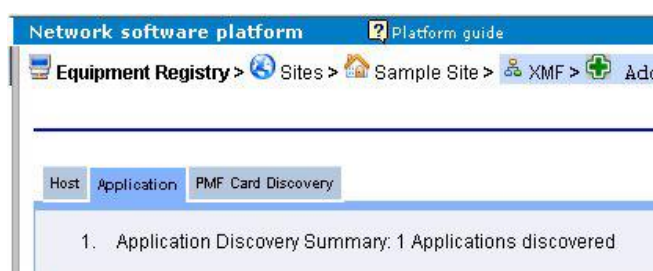 Network software platform ? Platform guide
Equipment Registry > Sites > Sample Site > XMF >
Host Application PMF Card Discovery
1. Application Discovery Summary: 1 Applications discovered